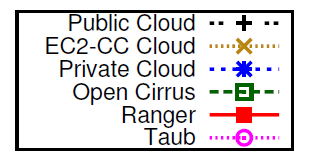 Public Cloud
EC2-CC Cloud
Private Cloud
Open Cirrus
Ranger
Taub